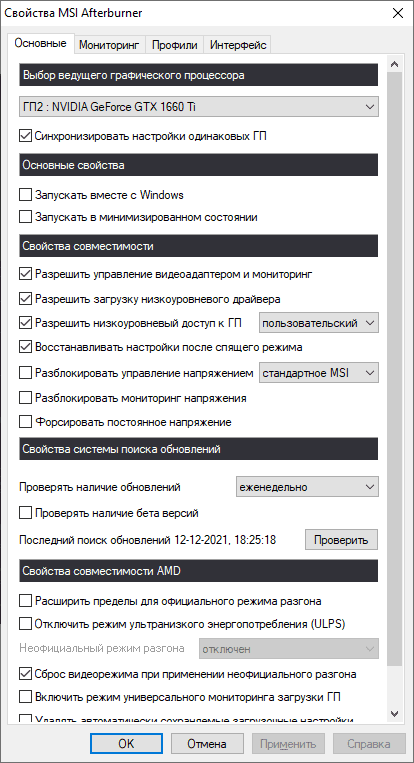 Свойства MSI Afterburner
Основные Мониторинг Профили Интерфейс
Выбор ведущего графического процессора
ГП2 : NVIDIA GeForce GTX 1660 Ti
Синхронизировать настройки одинаковых ГП
Основные свойства
Запускать вместе с Windows
Запускать в минимизированном состоянии
Свойства совместимости
Разрешить управление видеоадаптером и мониторинг
Разрешить загрузку низкоуровневого драйвера
Разрешить низкоуровневый доступ к ГП пользовательский
Восстанавливать настройки после спящего режима
Разблокировать управление напряжением стандартное MSI
Разблокировать мониторинг напряжения
Форсировать постоянное напряжение
Свойства системы поиска обновлений
Проверять наличие обновлений еженедельно
Проверять наличие бета версий
Последний поиск обновлений 12-12-2021, 18:25:18 Проверить
Свойства совместимости AMD
Расширить пределы для официального режима разгона
Отключить режим ультранизкого энергопотребления (ULPS)
Неофициальный режим разгона отключен
Сброс видеорежима при применении неофициального разгона
Включить режим универсального мониторинга загрузки ГП
Удалять автоматически сохраняемые загрузочные настройки
OK Отмена Применить Справка